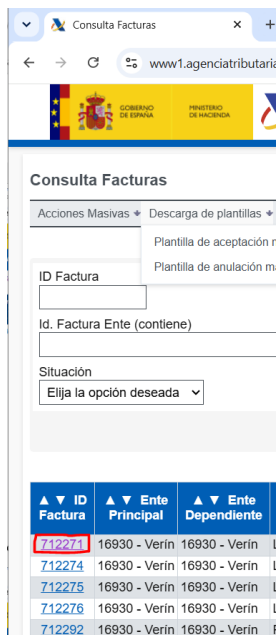 Consulta Facturas
www1.agenciatributaria
GOBIERNO
DE ESPAÑA
MINISTERIO
DE HACIENDA
Consulta Facturas
Acciones Masivas Descarga de plantillas
Plantilla de aceptación
Plantilla de anulación
ID Factura
Id. Factura Ente (contiene)
Situación
Elija la opción deseada
▲ ▼ ID Factura
▲ ▼ Ente Principal
▲ ▼ Ente Dependiente
712271 16930 - Verín 16930 - Verín
712274 16930 - Verín 16930 - Verín
712275 16930 - Verín 16930 - Verín
712276 16930 - Verín 16930 - Verín
712292 16930 - Verín 16930 - Verín